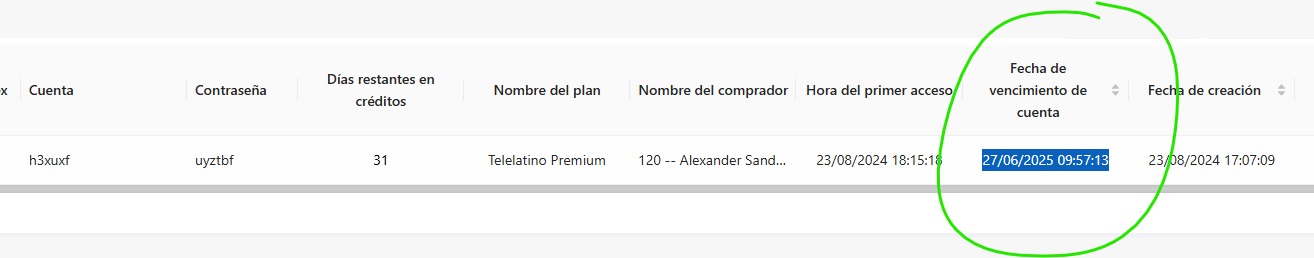 x
Cuenta
Contraseña
Días restantes en
créditos
Nombre del plan
Nombre del comprador
Hora del primer acceso
Fecha de
vencimiento de
cuenta
Fecha de creación
h3xuxf
uyztbf
31
Telelatino Premium
120 -- Alexander Sand...
23/08/2024 18:15:18
27/06/2025 09:57:13
23/08/2024 17:07:09